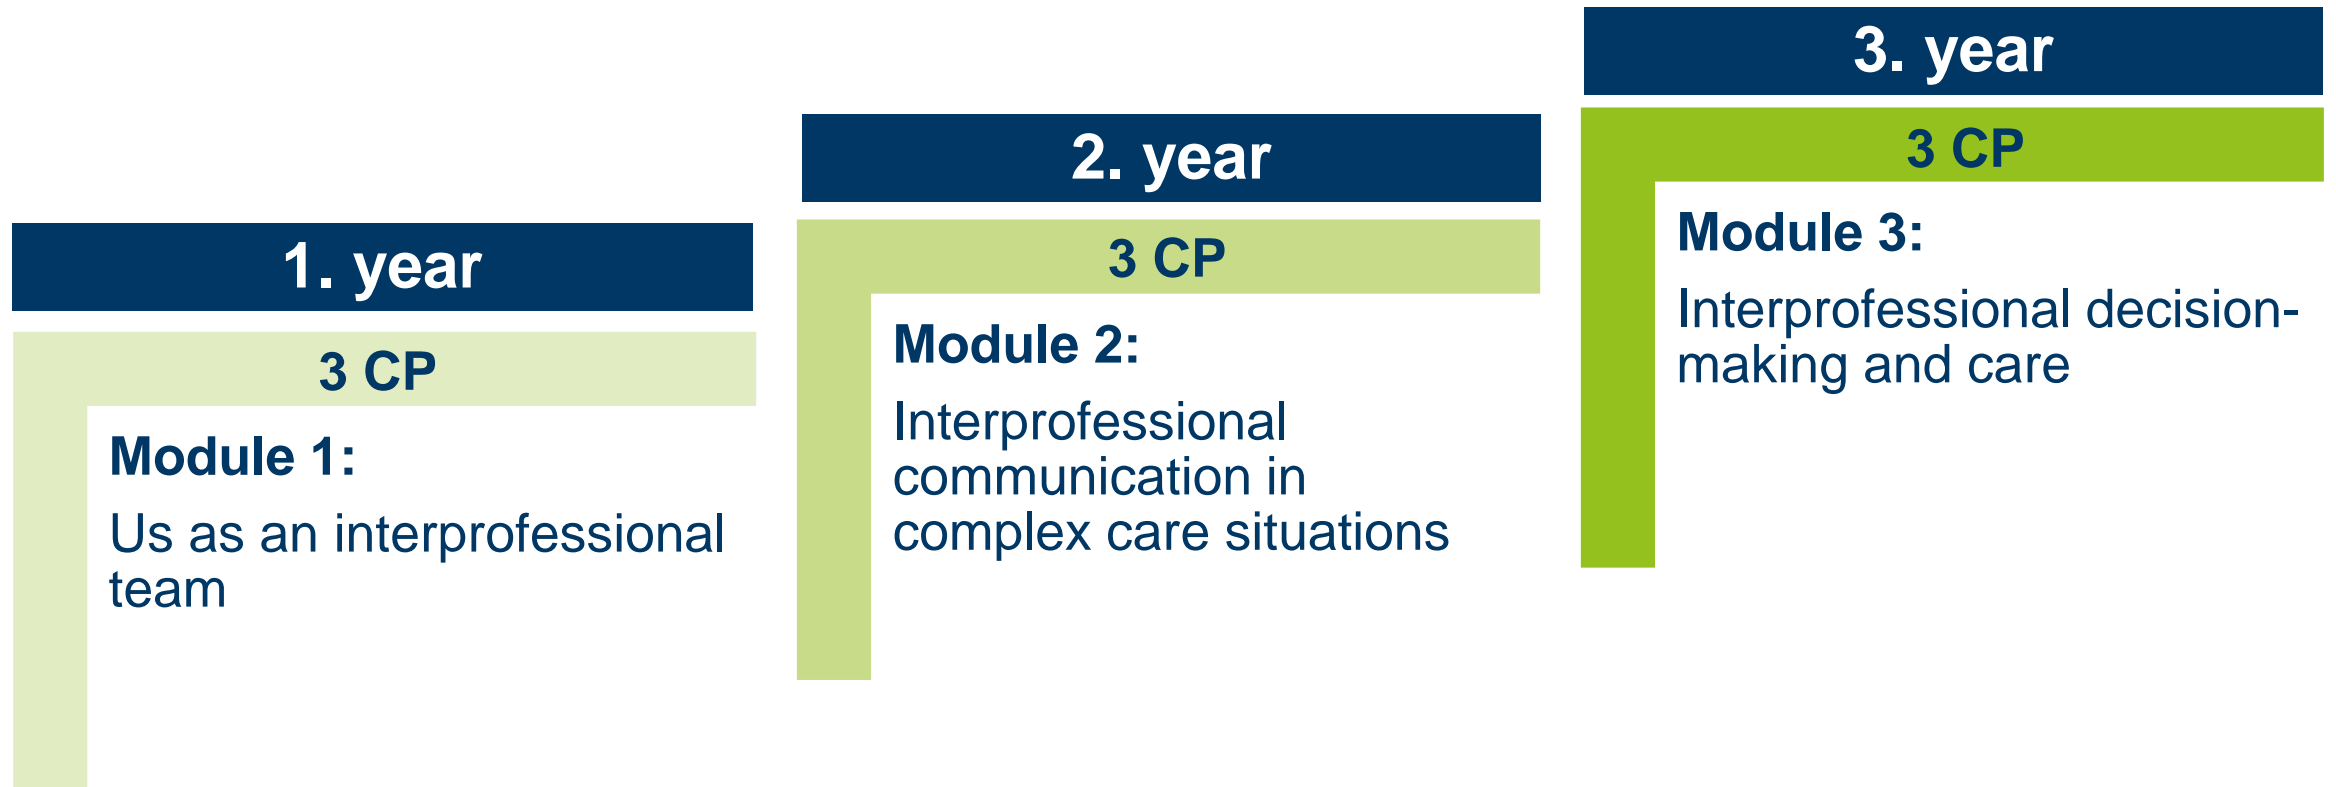 1. year
3 CP
Module 1:
Us as an interprofessional
team
2. year
3 CP
Module 2:
Interprofessional
communication in
complex care situations
3. year
3 CP
Module 3:
Interprofessional decision-
making and care